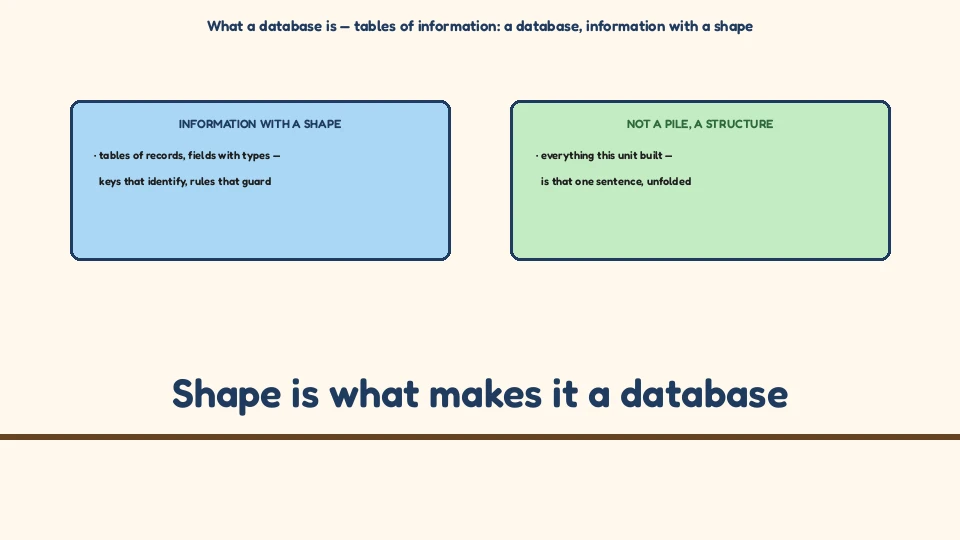 What a database is — tables of information: a database, information with a shape
INFORMATION WITH A SHAPE
· tables of records, fields with types —
keys that identify, rules that guard
NOT A PILE, A STRUCTURE
· everything this unit built —
is that one sentence, unfolded
Shape is what makes it a database